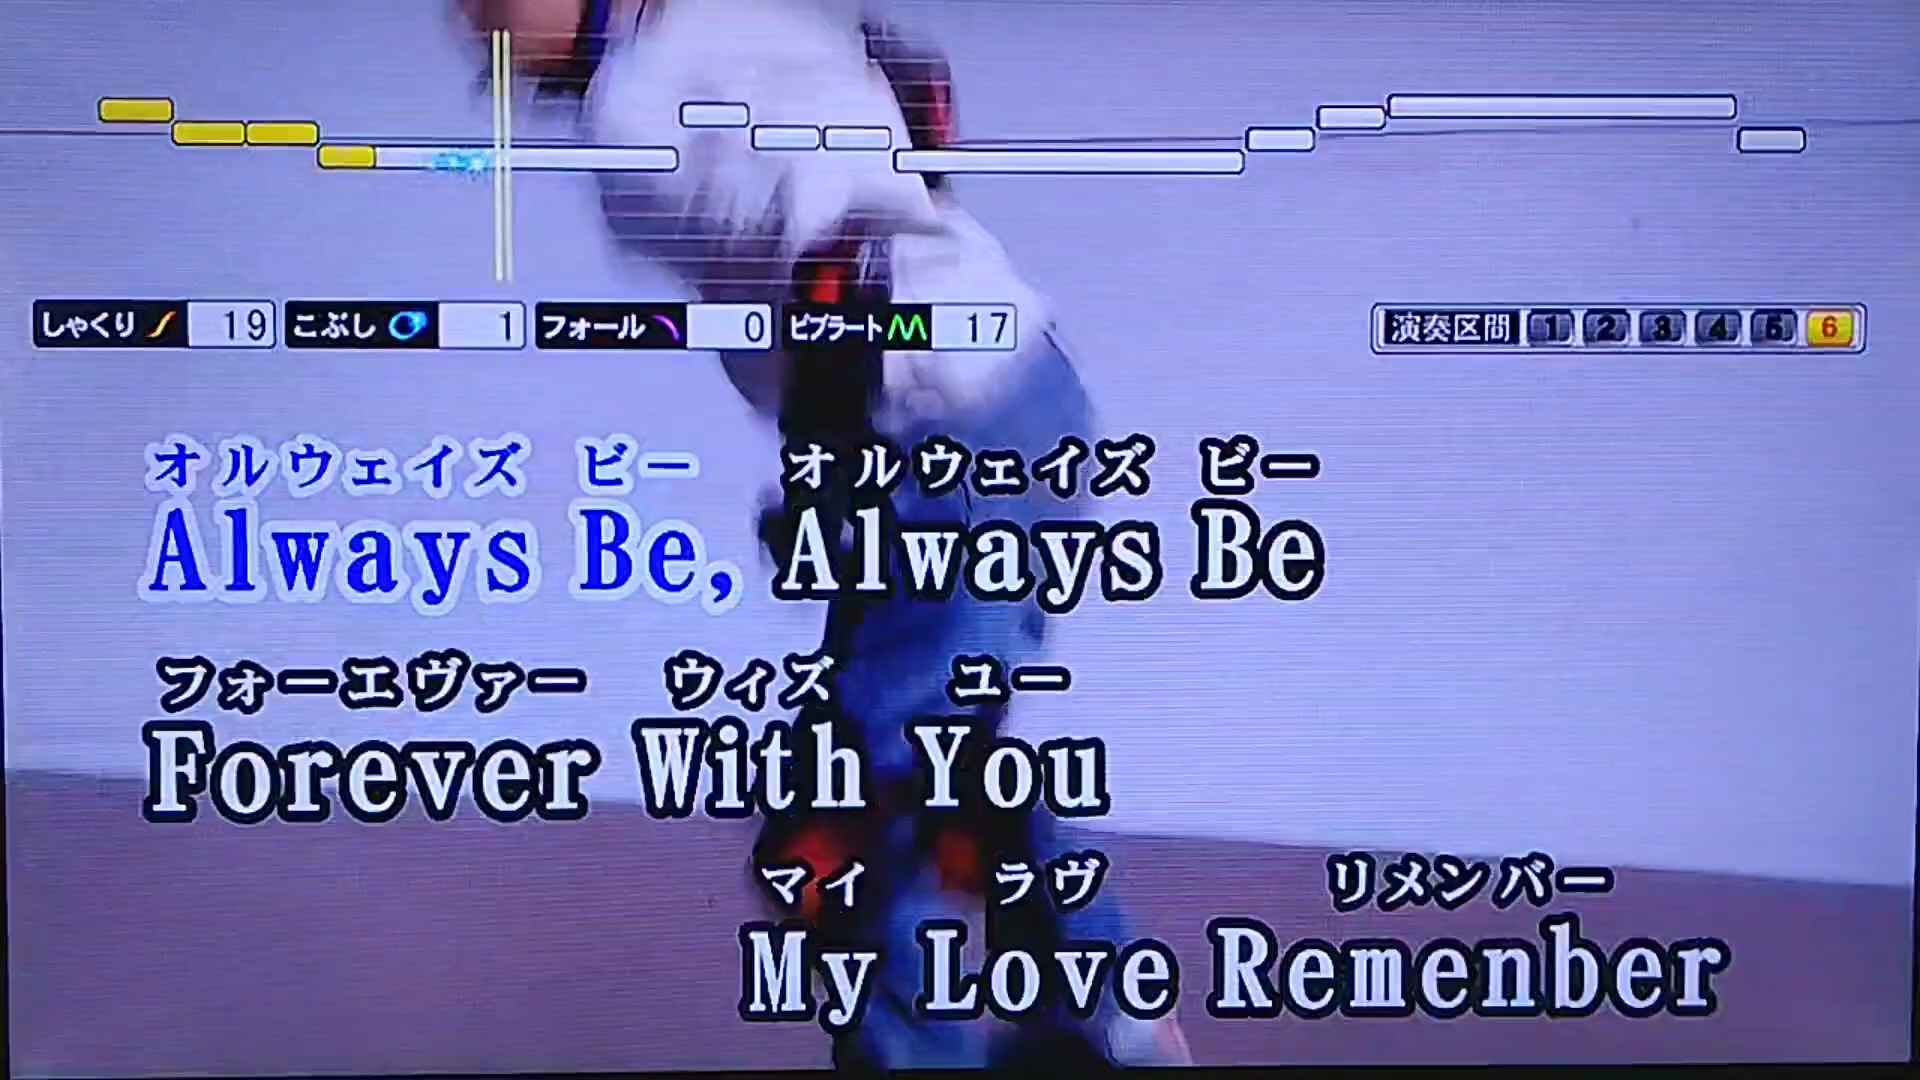 しゃくり 19 こぶし 1 フォール 0 ビブラート 17 演奏区間 1 2 3 4 5 6
オルウェイズ ビー オルウェイズ ビー
Always Be, Always Be
フォーエヴァー ウィズ ユー
Forever With You
マイ ラヴ リメンバー
My Love Remenber